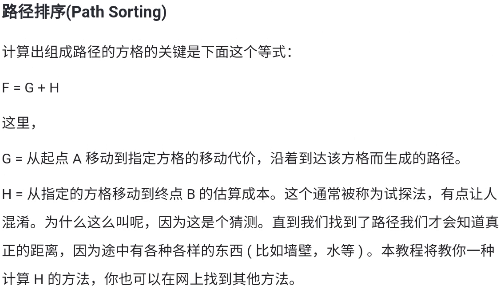 路径排序(Path Sorting)
计算出组成路径的方格的关键是下面这个等式：
F = G + H
这里，
G = 从起点 A 移动到指定方格的移动代价，沿着到达该方格而生成的路径。
H = 从指定的方格移动到终点 B 的估算成本。这个通常被称为试探法，有点让人
混淆。为什么这么叫呢，因为这是个猜测。直到我们找到了路径我们才会知道真
正的距离，因为途中有各种各样的东西 ( 比如墙壁，水等 ) 。本教程将教你一种
计算 H 的方法，你也可以在网上找到其他方法。